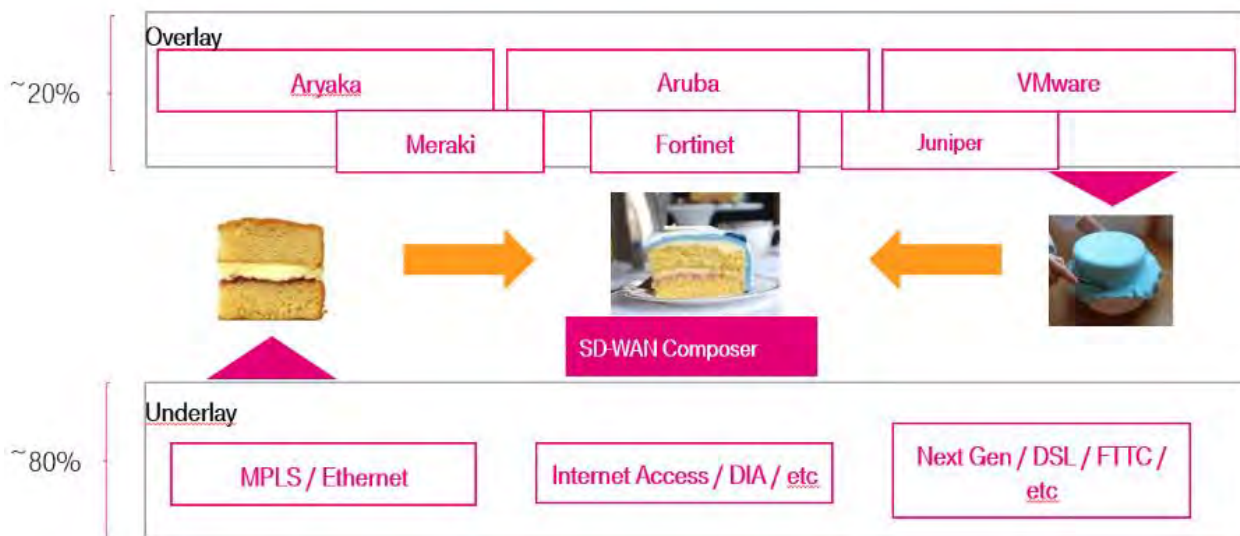 Overlay
~20%
Aryaka
Aruba
VMware
Meraki
Fortinet
Juniper
SD-WAN Composer
Underlay
~80%
MPLS / Ethernet
Internet Access / DIA / etc
Next Gen / DSL / FTTC /
etc